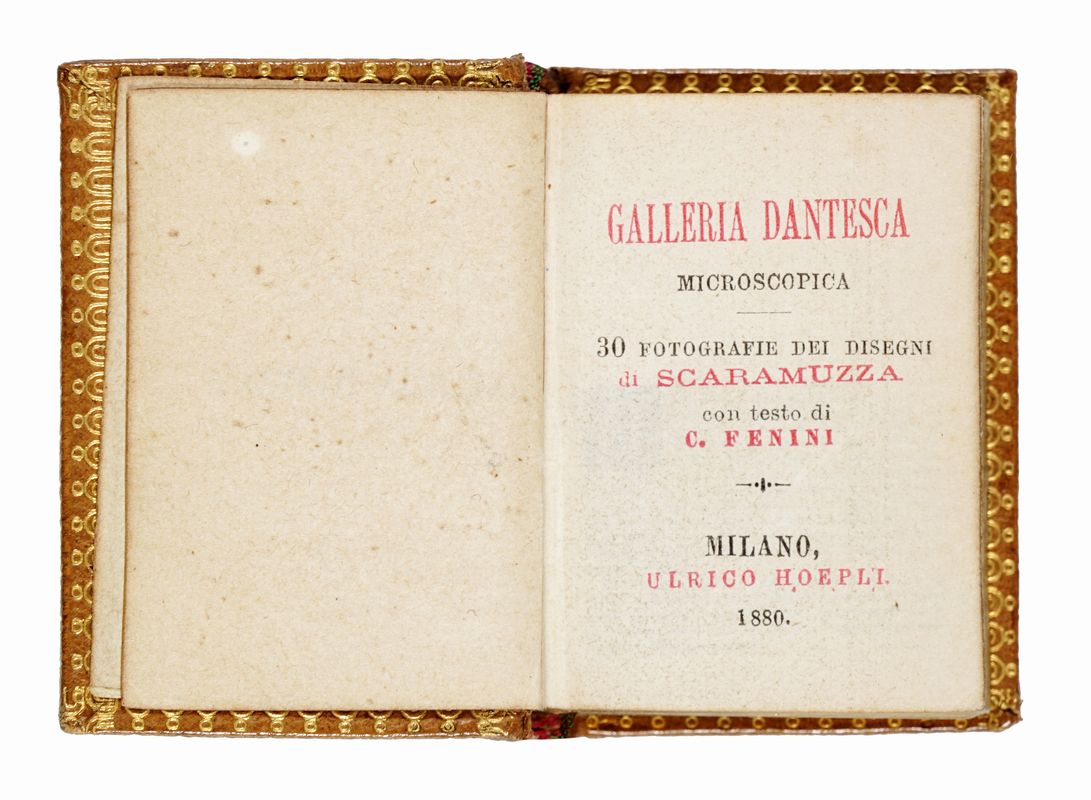 GALLERIA DANTESCA
MICROSCOPICA
30 FOTOGRAFIE DEI DISEGNI
di SCARAMUZZA
con testo di
C. FENINI
MILANO,
ULRICO HOEPLI.
1880.